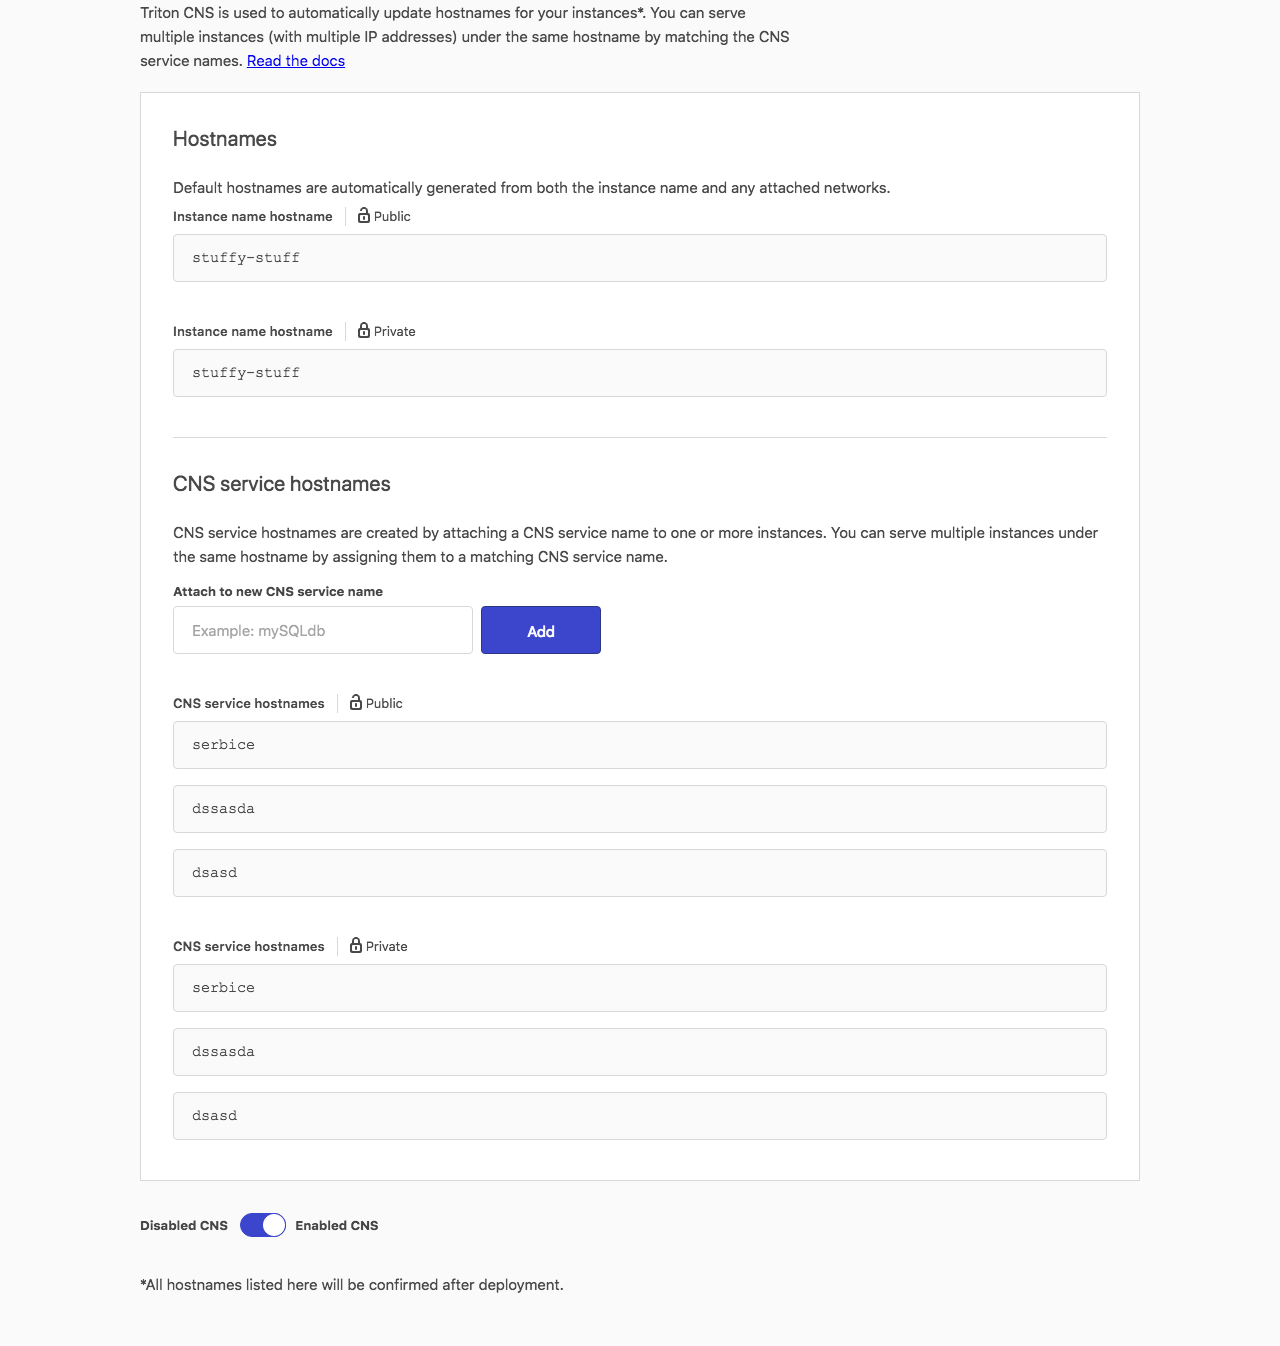 Triton CNS is used to automatically update hostnames for your instances*. You can serve
multiple instances (with multiple IP addresses) under the same hostname by matching the CNS
service names. Read the docs
Hostnames
Default hostnames are automatically generated from both the instance name and any attached networks.
Instance name hostname Public
stuffy-stuff
Instance name hostname Private
stuffy-stuff
CNS service hostnames
CNS service hostnames are created by attaching a CNS service name to one or more instances. You can serve multiple instances under
the same hostname by assigning them to a matching CNS service name.
Attach to new CNS service name
Example: mySQLdb Add
CNS service hostnames Public
serbice
dssasda
dsasd
CNS service hostnames Private
serbice
dssasda
dsasd
Disabled CNS Enabled CNS
*All hostnames listed here will be confirmed after deployment.